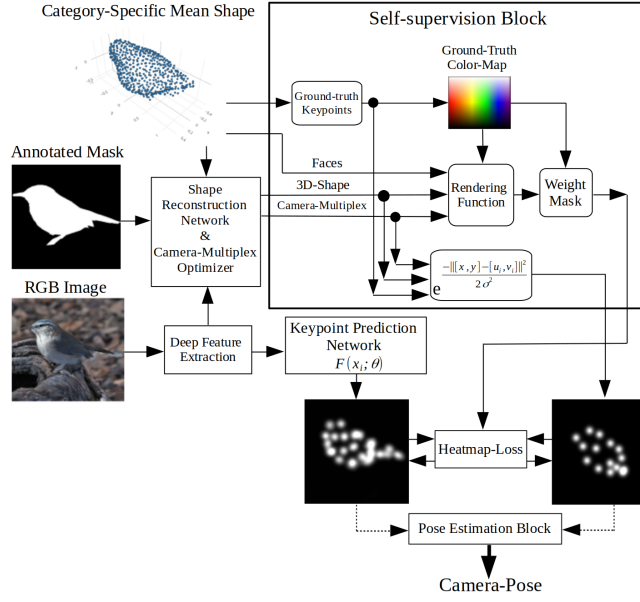 Category-Specific Mean Shape
Self-supervision Block
Ground-Truth
Color-Map
Ground-truth
Keypoints
Annotated Mask
Faces
3D-Shape
Camera-Multiplex
Shape
Reconstruction
Network
&
Camera-Multiplex
Optimizer
Rendering
Function
Weight
Mask
e −‖[x, y]−[u_i, v_i]‖² / 2σ²
RGB Image
Deep Feature
Extraction
Keypoint Prediction
Network
F(x_i; θ)
Heatmap-Loss
Pose Estimation Block
Camera-Pose